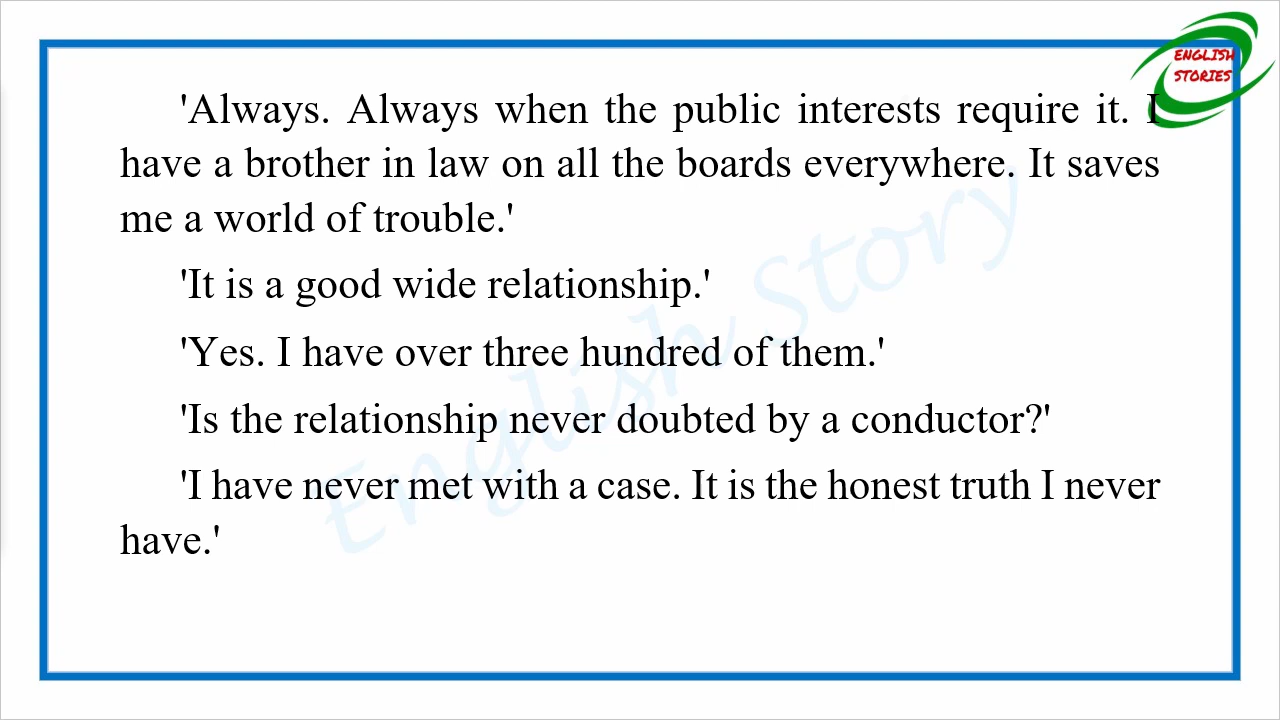 ENGLISH
STORIES
'Always. Always when the public interests require it. I
have a brother in law on all the boards everywhere. It saves
me a world of trouble.'
'It is a good wide relationship.'
'Yes. I have over three hundred of them.'
'Is the relationship never doubted by a conductor?'
'I have never met with a case. It is the honest truth I never
have.'
English Story